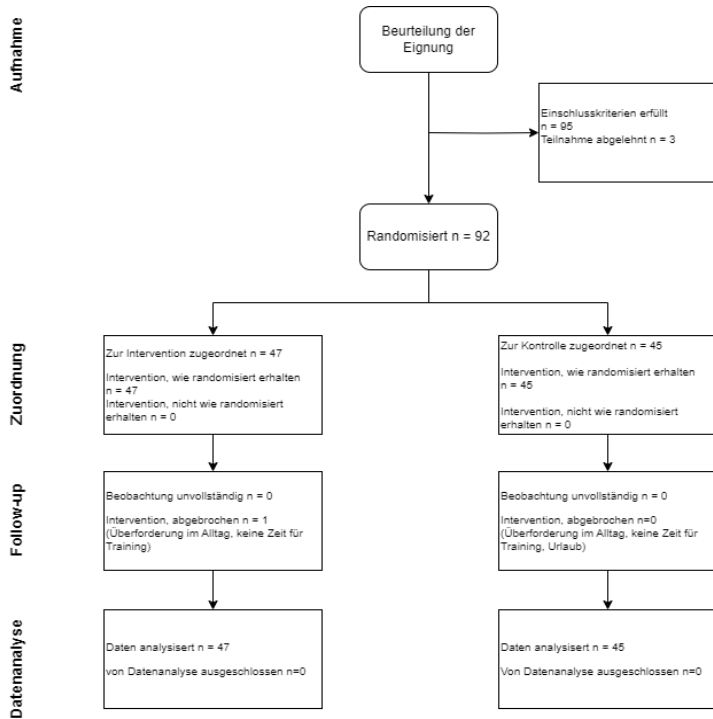 Aufnahme
Beurteilung der
Eignung
Einschlusskriterien erfüllt
n = 95
Teilnahme abgelehnt n = 3
Randomisiert n = 92
Zuordnung
Zur Intervention zugeordnet n = 47
Intervention, wie randomisiert erhalten
n = 47
Intervention, nicht wie randomisiert
erhalten n = 0
Zur Kontrolle zugeordnet n = 45
Intervention, wie randomisiert erhalten
n = 45
Intervention, nicht wie randomisiert
erhalten n = 0
Follow-up
Beobachtung unvollständig n = 0
Intervention, abgebrochen n = 1
(Überforderung im Alltag, keine Zeit für
Training)
Beobachtung unvollständig n = 0
Intervention, abgebrochen n=0
(Überforderung im Alltag, keine Zeit für
Training, Urlaub)
Datenanalyse
Daten analysiert n = 47
von Datenanalyse ausgeschlossen n=0
Daten analysiert n = 45
Von Datenanalyse ausgeschlossen n=0